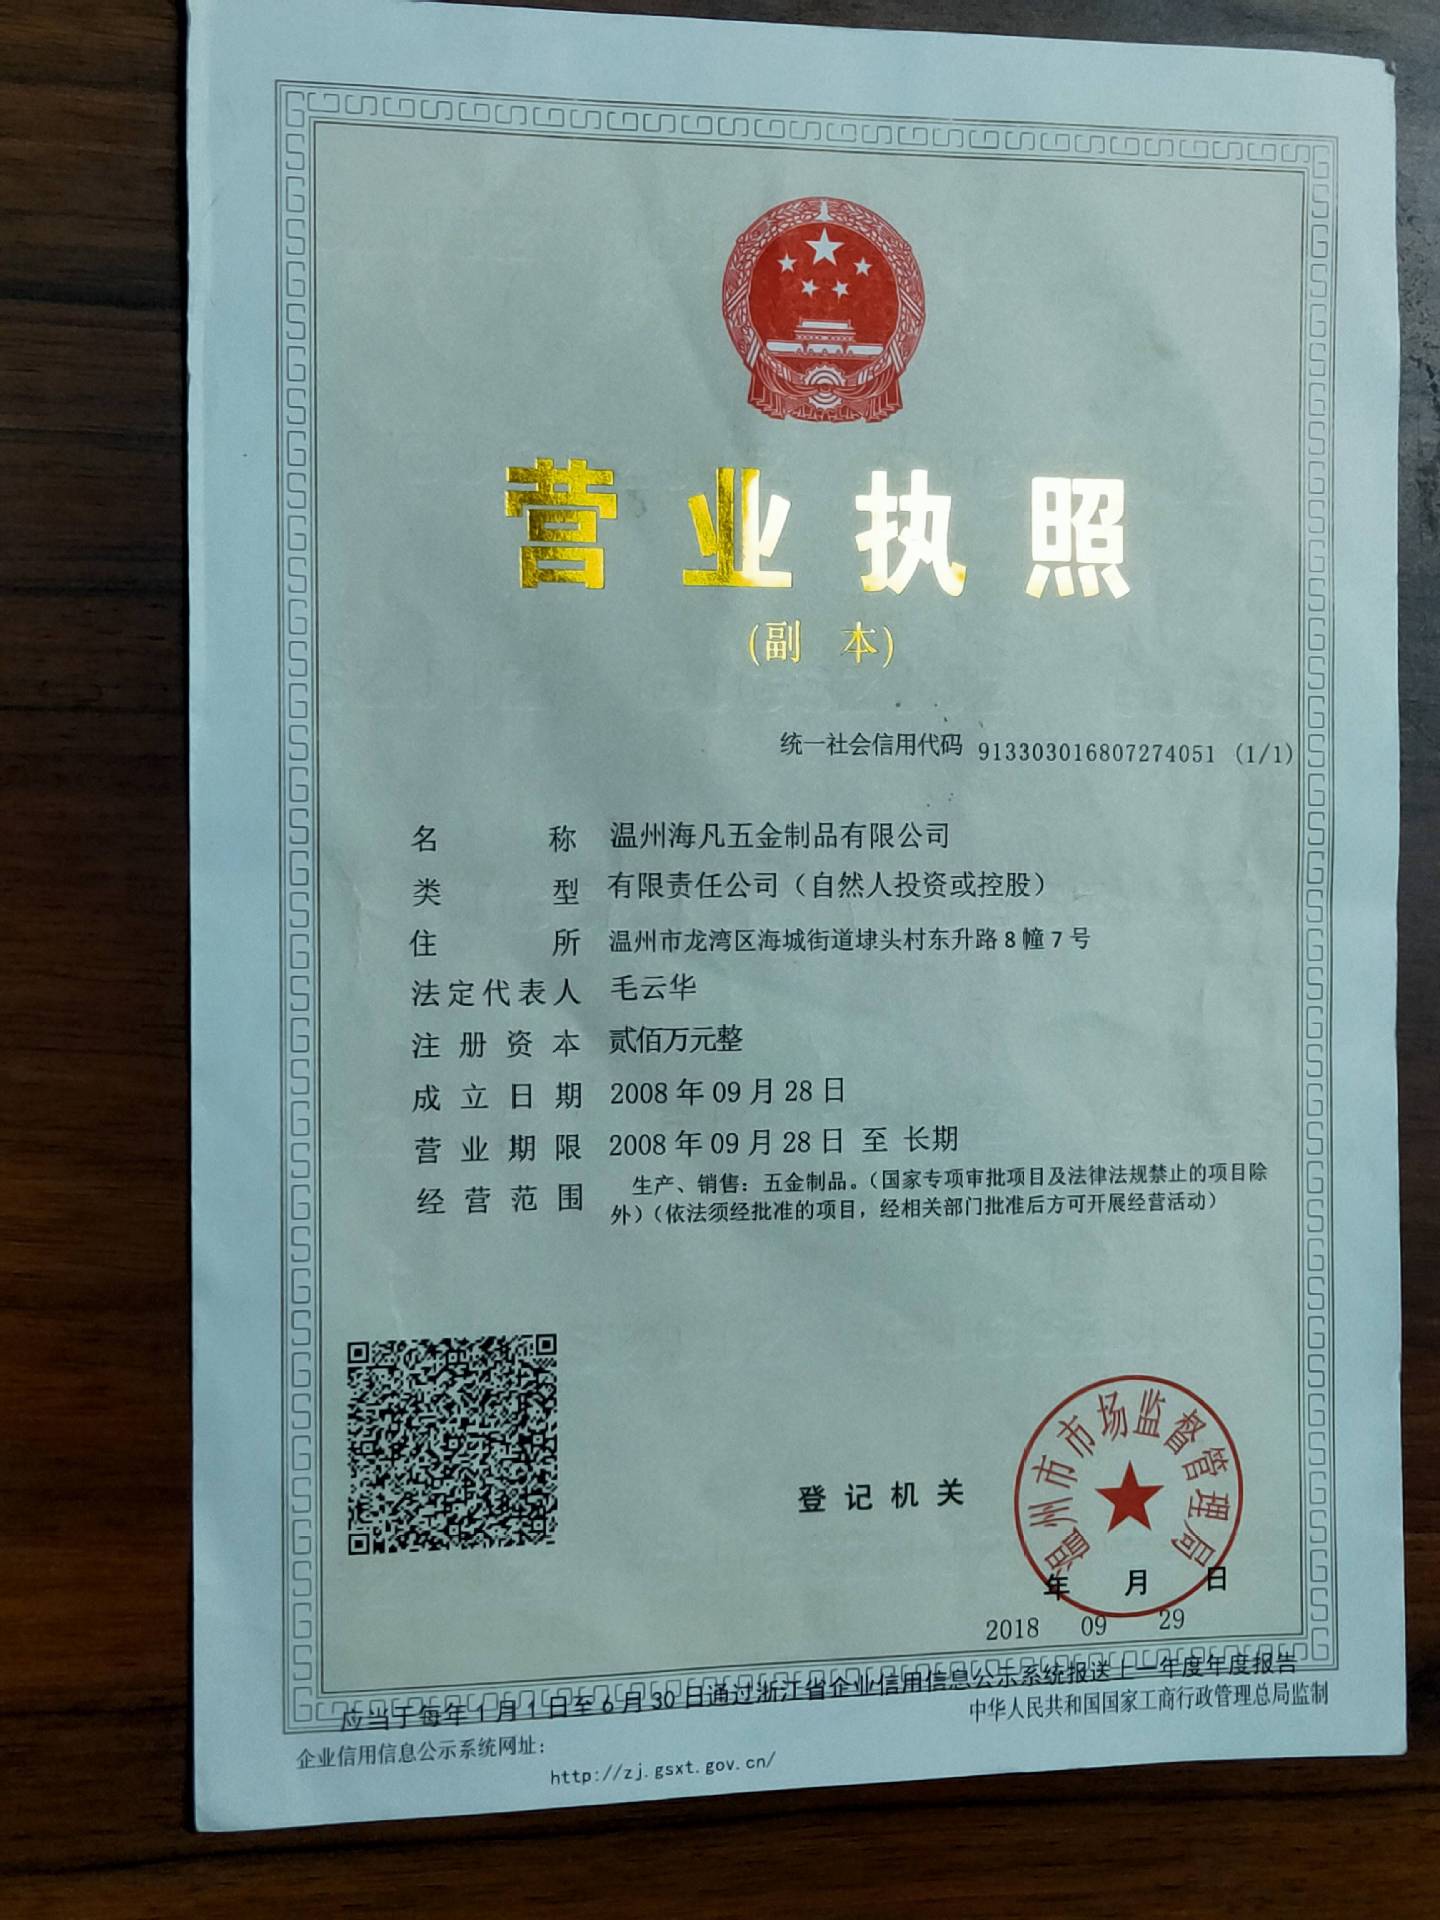 营业执照
(副 本)
统一社会信用代码 913303016807274051 (1/1)
名称 温州海凡五金制品有限公司
类型 有限责任公司（自然人投资或控股）
住所 温州市龙湾区海城街道埭头村东升路8幢7号
法定代表人 毛云华
注册资本 贰佰万元整
成立日期 2008年09月28日
营业期限 2008年09月28日 至 长期
经营范围 生产、销售：五金制品。（国家专项审批项目及法律法规禁止的项目除
外）（依法须经批准的项目，经相关部门批准后方可开展经营活动）
登记机关
温州市市场监督管理局
年 月 日
2018 09 29
应当于每年1月1日至6月30日通过浙江省企业信用信息公示系统报送上一年度年度报告
中华人民共和国国家工商行政管理总局监制
企业信用信息公示系统网址：
http://zj.gsxt.gov.cn/